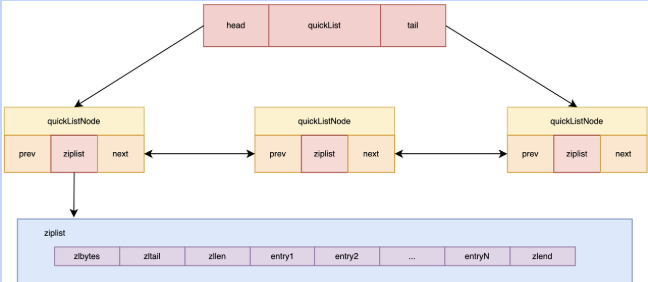 head quickList tail
quickListNode quickListNode quickListNode
prev ziplist next prev ziplist next prev ziplist next
ziplist
zlbytes zltail zllen entry1 entry2 ... entryN zlend